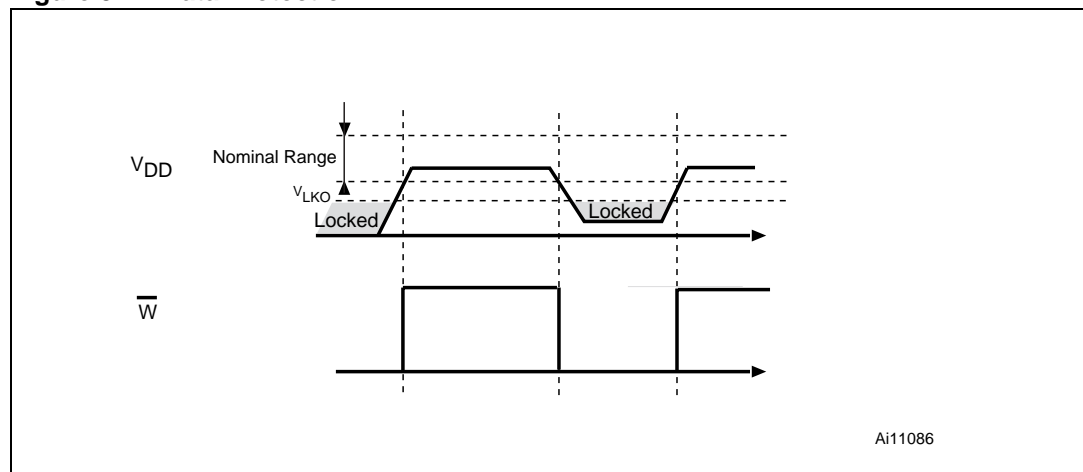 Nominal Range
VDD
VLKO
Locked
Locked
W
Ai11086